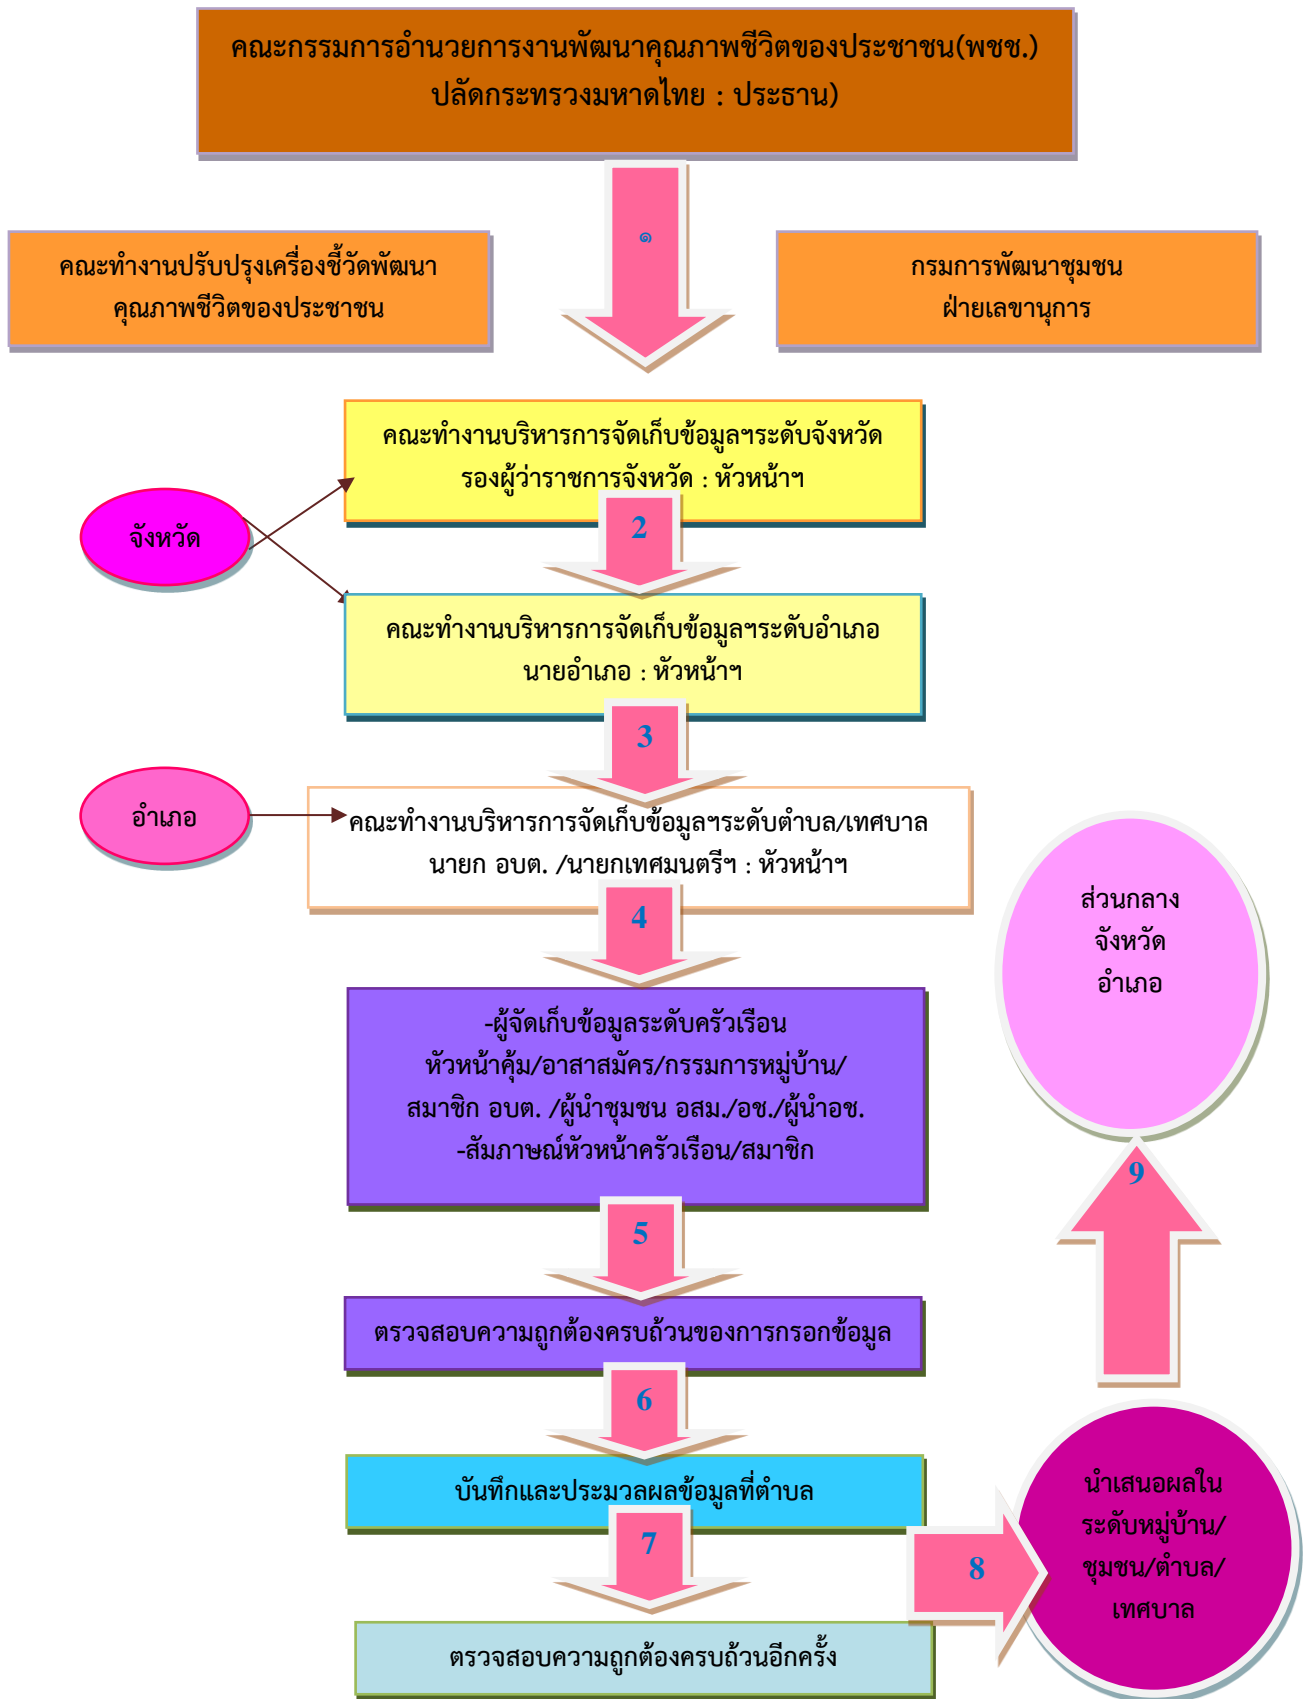 คณะกรรมการอำนวยการงานพัฒนาคุณภาพชีวิตของประชาชน(พชช.)
ปลัดกระทรวงมหาดไทย : ประธาน)
๑
คณะทำงานปรับปรุงเครื่องชี้วัดพัฒนา
คุณภาพชีวิตของประชาชน
กรมการพัฒนาชุมชน
ฝ่ายเลขานุการ
คณะทำงานบริหารการจัดเก็บข้อมูลฯระดับจังหวัด
รองผู้ว่าราชการจังหวัด : หัวหน้าฯ
จังหวัด
2
คณะทำงานบริหารการจัดเก็บข้อมูลฯระดับอำเภอ
นายอำเภอ : หัวหน้าฯ
3
อำเภอ
คณะทำงานบริหารการจัดเก็บข้อมูลฯระดับตำบล/เทศบาล
นายก อบต. /นายกเทศมนตรีฯ : หัวหน้าฯ
4
-ผู้จัดเก็บข้อมูลระดับครัวเรือน
หัวหน้าคุ้ม/อาสาสมัคร/กรรมการหมู่บ้าน/
สมาชิก อบต. /ผู้นำชุมชน อสม./อช./ผู้นำอช.
-สัมภาษณ์หัวหน้าครัวเรือน/สมาชิก
5
ตรวจสอบความถูกต้องครบถ้วนของการกรอกข้อมูล
6
บันทึกและประมวลผลข้อมูลที่ตำบล
7
ตรวจสอบความถูกต้องครบถ้วนอีกครั้ง
8
นำเสนอผลใน
ระดับหมู่บ้าน/
ชุมชน/ตำบล/
เทศบาล
9
ส่วนกลาง
จังหวัด
อำเภอ